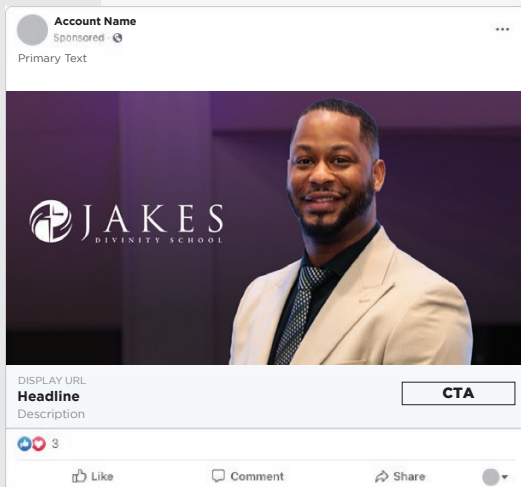 Account Name
Sponsored ·
Primary Text
JAKES
DIVINITY SCHOOL
DISPLAY URL
Headline
Description
CTA
3
Like
Comment
Share